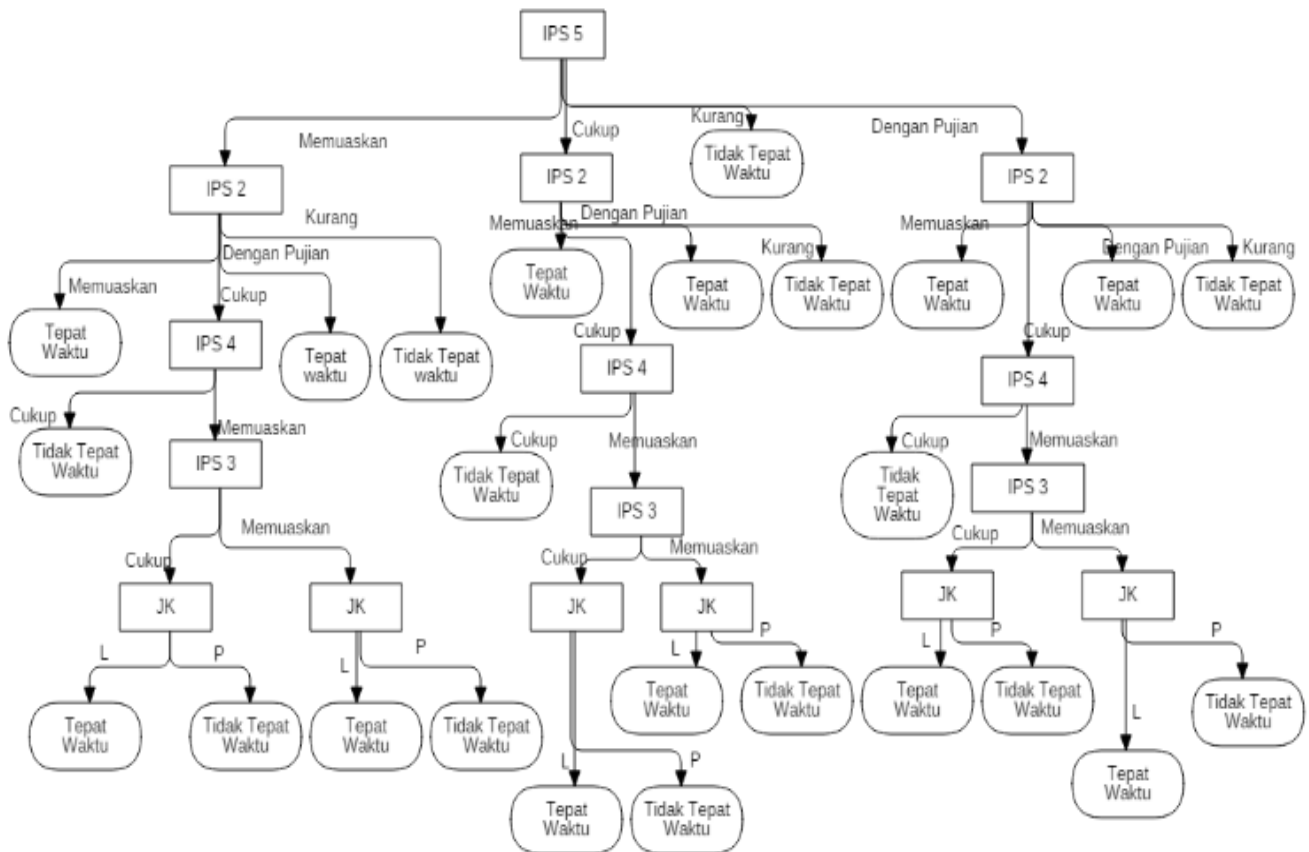 IPS 5
Memuaskan
Cukup
Kurang
Dengan Pujian
Tidak Tepat
Waktu
IPS 2
IPS 2
IPS 2
Memuaskan
Cukup
Dengan Pujian
Kurang
Tepat
Waktu
IPS 4
Tepat
waktu
Tidak Tepat
waktu
Memuaskan
Cukup
Dengan Pujian
Kurang
Tepat
Waktu
IPS 4
Tepat
Waktu
Tidak Tepat
Waktu
Memuaskan
Cukup
Dengan Pujian
Kurang
Tepat
Waktu
IPS 4
Tepat
Waktu
Tidak Tepat
Waktu
Cukup
Memuaskan
Tidak Tepat
Waktu
IPS 3
Cukup
Memuaskan
Tidak Tepat
Waktu
IPS 3
Cukup
Memuaskan
Tidak
Tepat
Waktu
IPS 3
Cukup
Memuaskan
JK
JK
Cukup
Memuaskan
JK
JK
Cukup
Memuaskan
JK
JK
L
P
Tepat
Waktu
Tidak Tepat
Waktu
L
P
Tepat
Waktu
Tidak Tepat
Waktu
L
P
Tepat
Waktu
Tidak Tepat
Waktu
L
P
Tepat
Waktu
Tidak Tepat
Waktu
L
P
Tepat
Waktu
Tidak Tepat
Waktu
L
P
Tepat
Waktu
Tidak Tepat
Waktu